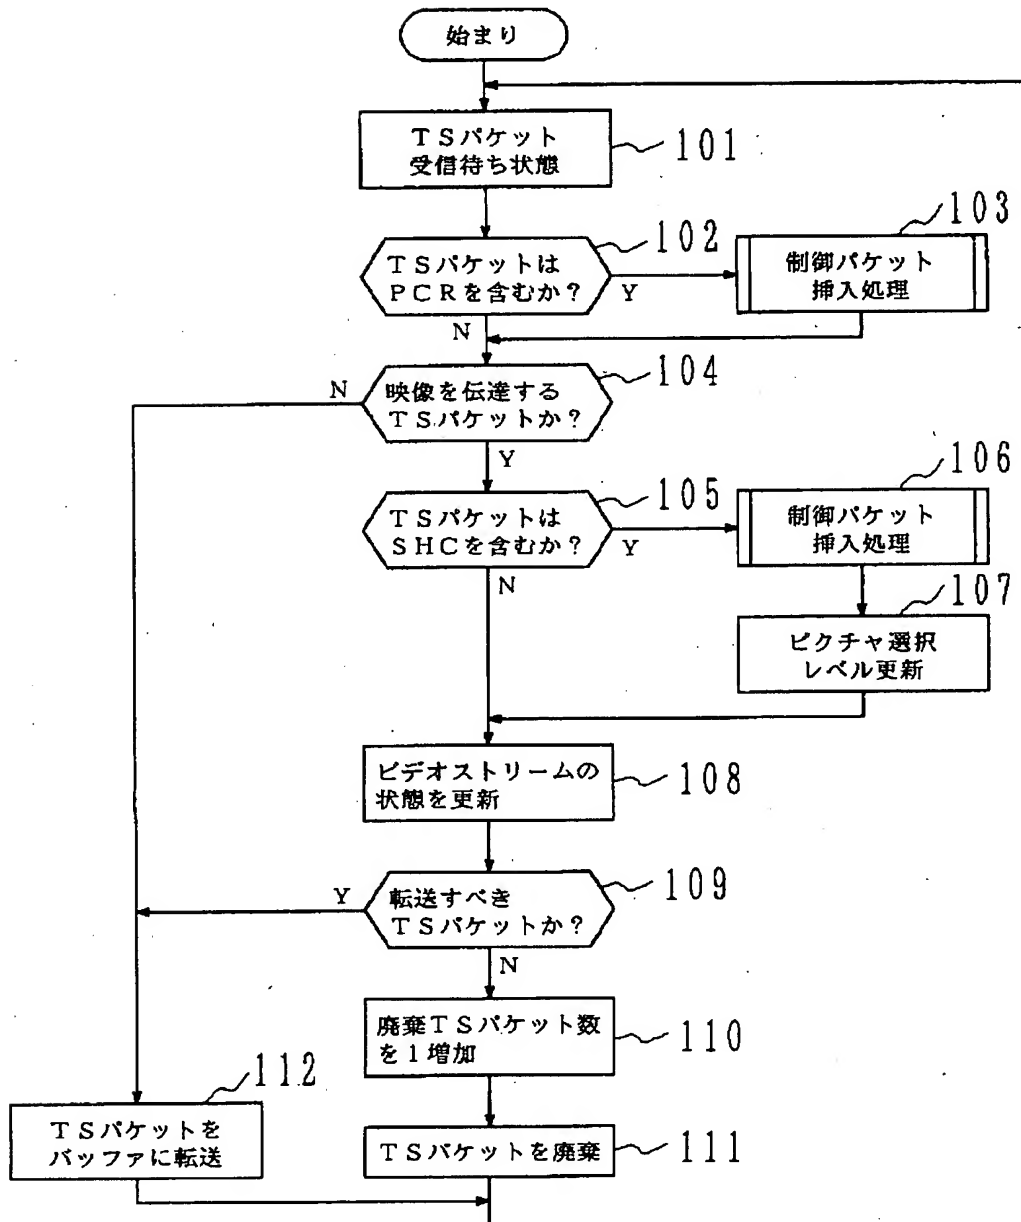 始まり
TSパケット
受信待ち状態
101
TSパケットは
PCRを含むか?
102
Y
N
制御パケット
挿入処理
103
映像を伝達する
TSパケットか?
104
N
Y
TSパケットは
SHCを含むか?
105
Y
N
制御パケット
挿入処理
106
ピクチャ選択
レベル更新
107
ビデオストリームの
状態を更新
108
転送すべき
TSパケットか?
109
Y
N
廃棄TSパケット数
を1増加
110
TSパケットを
バッファに転送
112
TSパケットを廃棄
111